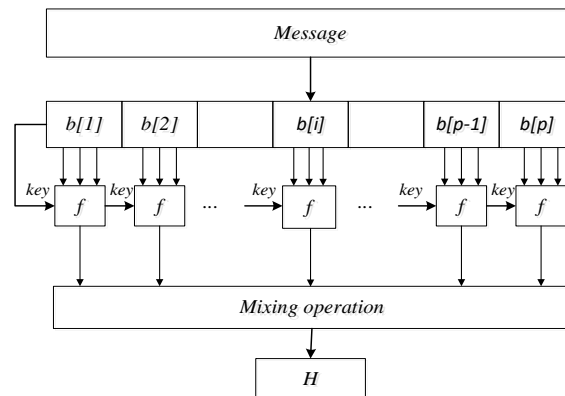 Message
b[1] b[2] b[i] b[p-1] b[p]
key key key key key
f f ... f ... f f
Mixing operation
H